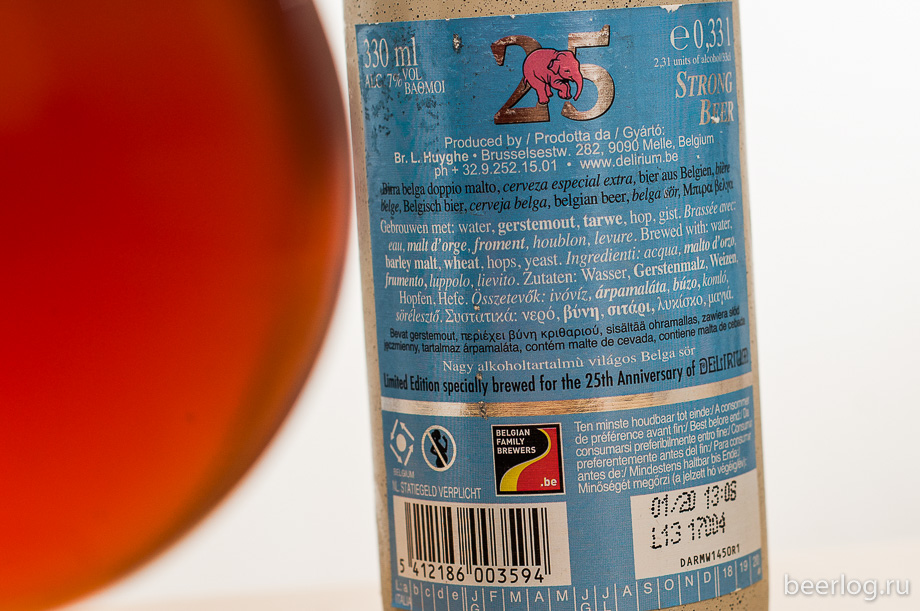 330 ml
ALC 7% VOL
ΒΑΘΜΟΙ
25
e 0,33 l
2,31 units of alcohol/33cl
STRONG
BEER
Produced by / Prodotta da / Gyártó:
Br. L. Huyghe • Brusselsestw. 282, 9090 Melle, Belgium
ph + 32.9.252.15.01 • www.delirium.be
Birra belga doppio malto, cerveza especial extra, bier aus Belgien, bière
belge, Belgisch bier, cerveja belga, belgian beer, belga sör, Μπιρα βελγα
Gebrouwen met: water, gerstemout, tarwe, hop, gist. Brassée avec:
eau, malt d'orge, froment, houblon, levure. Brewed with: water,
barley malt, wheat, hops, yeast. Ingredienti: acqua, malto d'orzo,
frumento, luppolo, lievito. Zutaten: Wasser, Gerstenmalz, Weizen,
Hopfen, Hefe. Összetevők: ivóvíz, árpamaláta, búzo, komló,
sörélesztő. Συστατικά: νερό, βύνη, σιτάρι, λυκίσκο, μαγιά.
Bevat gerstemout, περιέχει βύνη κριθαριού, sisältää ohramallas, zawiera słód
jęczmienny, tartalmaz árpamaláta, contém malte de cevada, contiene malta de cebada
Nagy alkoholtartalmù világos Belga sör
Limited Edition specially brewed for the 25th Anniversary of DELIRIUM
BELGIUM
NL STATIEGELD VERPLICHT
BELGIAN
FAMILY
BREWERS
.be
Ten minste houdbaar tot einde:/ A consommer
de préférence avant fin:/ Best before end:/ Da
consumarsi preferibilmente entro fine:/ Consumir
preferentemente antes del fin:/ Para consumir
antes de:/ Mindestens haltbar bis Ende:/
Minőségét megőrzi (a jelzett hó végéig/évig):
01/20 13:08
L13 17004
DARMW1450R1
5 412186 003594
L: a b c d e J F M A M J J A S O N D 18 19 20
ITALIA G G L
beerlog.ru